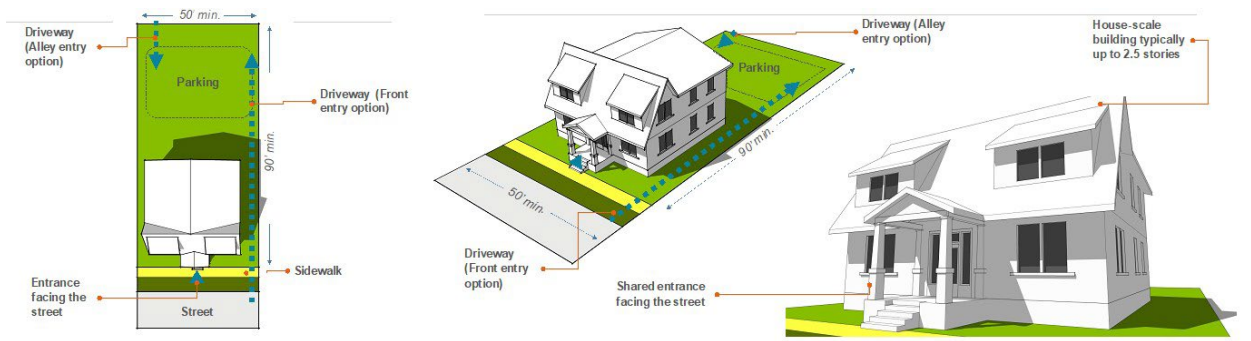 50' min.
Driveway
(Alley entry
option)
Parking
Driveway (Front
entry option)
90' min.
Sidewalk
Entrance
facing the
street
Street
Driveway (Alley
entry option)
Parking
90' min.
50' min.
Driveway
(Front entry
option)
House-scale
building typically
up to 2.5 stories
Shared entrance
facing the street